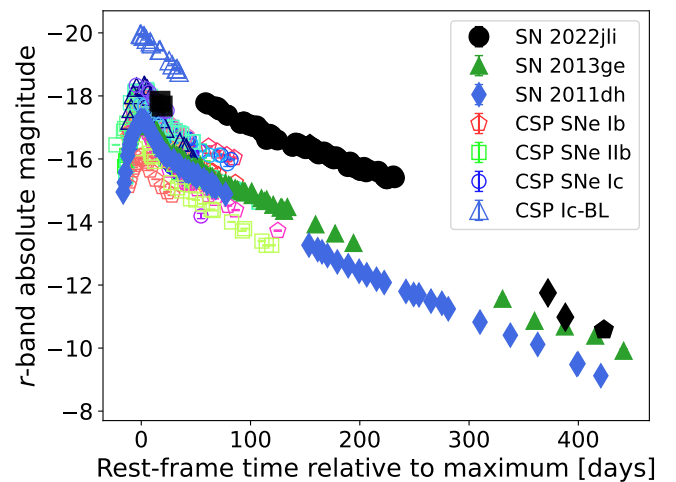 −20
−18
−16
−14
−12
−10
−8
r-band absolute magnitude
0
100
200
300
400
Rest-frame time relative to maximum [days]
SN 2022jli
SN 2013ge
SN 2011dh
CSP SNe Ib
CSP SNe IIb
CSP SNe Ic
CSP Ic-BL